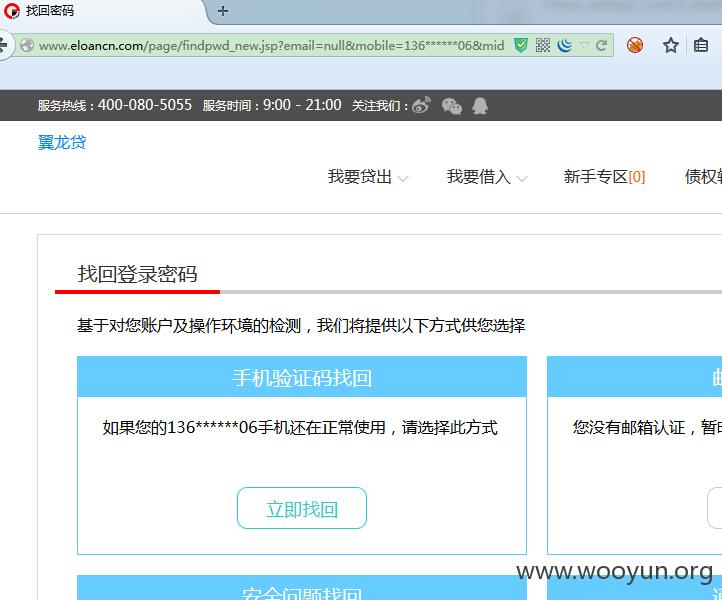 找回密码
www.eloancn.com/page/findpwd_new.jsp?email=null&mobile=136******06&mid
服务热线：400-080-5055 服务时间：9:00 - 21:00 关注我们：
翼龙贷
我要贷出 我要借入 新手专区[0] 债权
找回登录密码
基于对您账户及操作环境的检测，我们将提供以下方式供您选择
手机验证码找回
如果您的136******06手机还在正常使用，请选择此方式 您没有邮箱认证，暂
立即找回
安全问题找回
www.wooyun.org